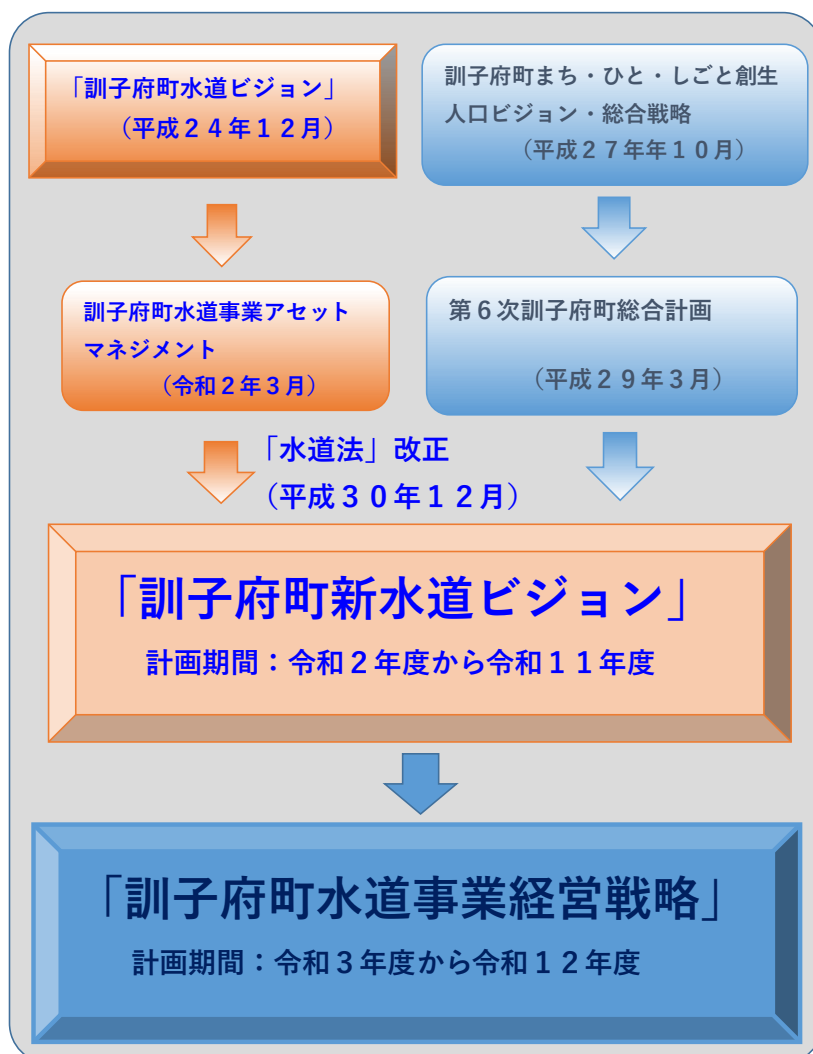 「訓子府町水道ビジョン」
（平成２４年１２月）
訓子府町まち・ひと・しごと創生
人口ビジョン・総合戦略
（平成２７年年１０月）
訓子府町水道事業アセット
マネジメント
（令和２年３月）
第６次訓子府町総合計画
（平成２９年３月）
「水道法」改正
（平成３０年１２月）
「訓子府町新水道ビジョン」
計画期間：令和２年度から令和１１年度
「訓子府町水道事業経営戦略」
計画期間：令和３年度から令和１２年度